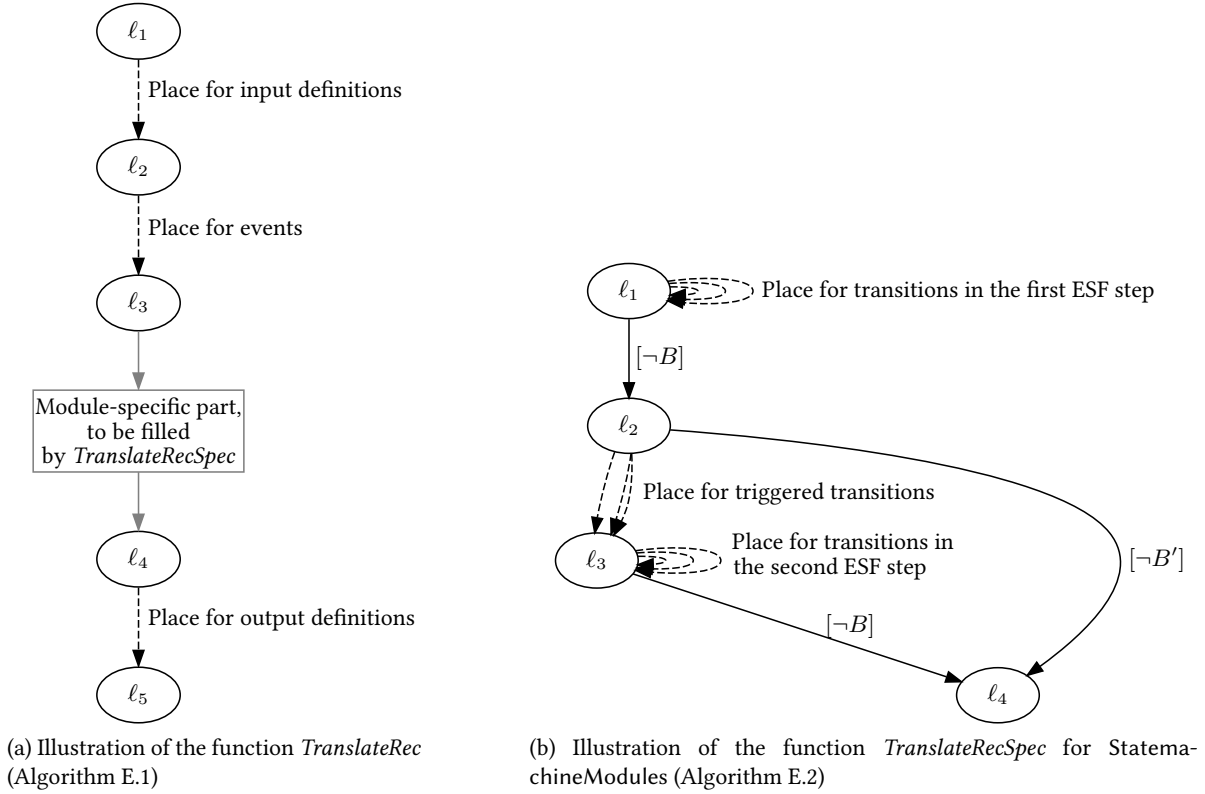 ℓ1
Place for input definitions
ℓ2
Place for events
ℓ3
Module-specific part,
to be filled
by TranslateRecSpec
ℓ4
Place for output definitions
ℓ5
(a) Illustration of the function TranslateRec
(Algorithm E.1)
ℓ1
Place for transitions in the first ESF step
[¬B]
ℓ2
Place for triggered transitions
ℓ3
Place for transitions in
the second ESF step
[¬B′]
[¬B]
ℓ4
(b) Illustration of the function TranslateRecSpec for Statema-
chineModules (Algorithm E.2)